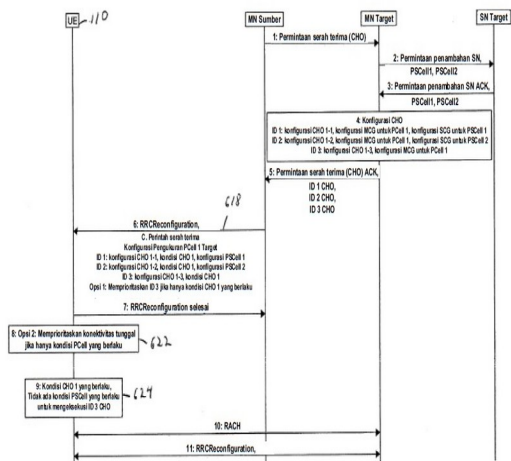 UE
110
MN Sumber
MN Target
SN Target
1: Permintaan serah terima (CHO)
2: Permintaan penambahan SN,
PSCell1, PSCell2
3: Permintaan penambahan SN ACK,
PSCell1, PSCell2
4: Konfigurasi CHO
ID 1: konfigurasi CHO 1-1, konfigurasi MCG untuk PCell 1, konfigurasi SCG untuk PSCell 1
ID 2: konfigurasi CHO 1-2, konfigurasi MCG untuk PCell 1, konfigurasi SCG untuk PSCell 2
ID 3: konfigurasi CHO 1-3, konfigurasi MCG untuk PCell 1
5: Permintaan serah terima (CHO) ACK,
ID 1 CHO,
ID 2 CHO,
ID 3 CHO
618
6: RRCReconfiguration,
C. Perintah serah terima
Konfigurasi Pengukuran PCell 1 Target
ID 1: konfigurasi CHO 1-1, kondisi CHO 1, konfigurasi PSCell 1
ID 2: konfigurasi CHO 1-2, kondisi CHO 1, konfigurasi PSCell 2
ID 3: konfigurasi CHO 1-3, kondisi CHO 1
Opsi 1: Memprioritaskan ID 3 jika hanya kondisi CHO 1 yang berlaku
7: RRCReconfiguration selesai
8: Opsi 2: Memprioritaskan konektivitas tunggal
jika hanya kondisi PCell yang berlaku
622
9: Kondisi CHO 1 yang berlaku,
Tidak ada kondisi PSCell yang berlaku
untuk mengeksekusi ID 3 CHO
624
10: RACH
11: RRCReconfiguration,